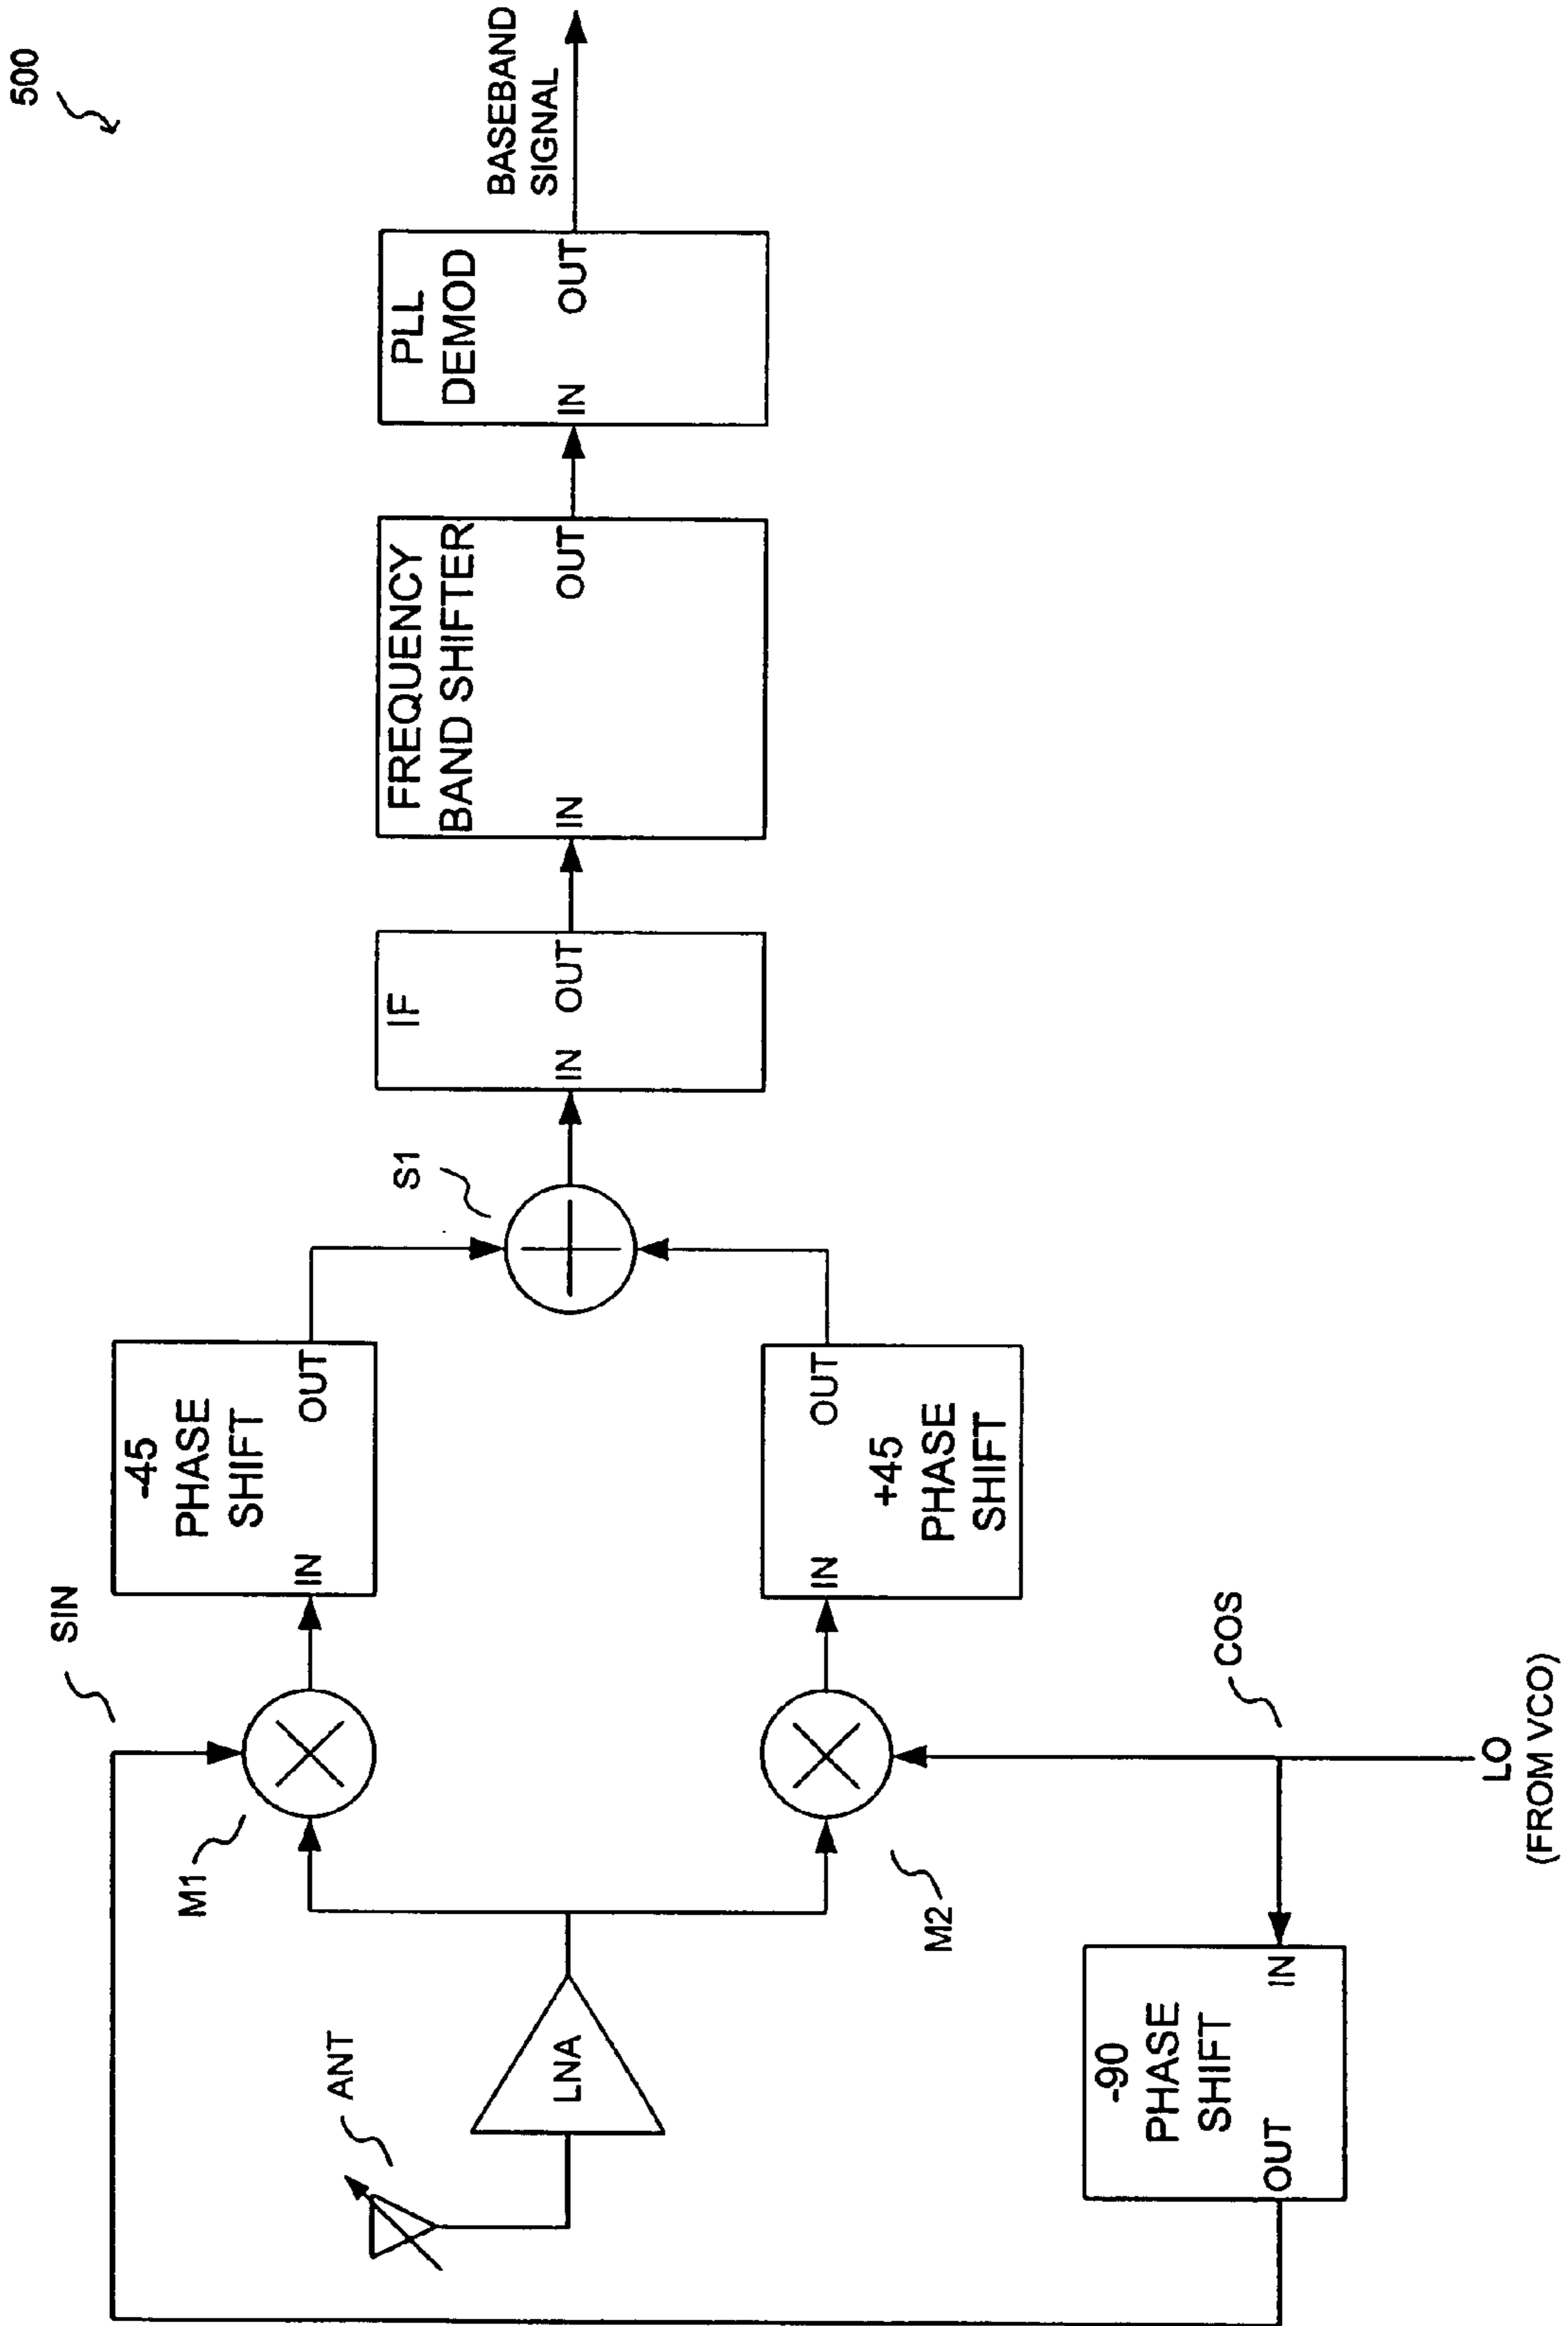 500
SIN
M1
-45
PHASE
SHIFT
IN
OUT
S1
ANT
LNA
IF
IN
OUT
FREQUENCY
BAND SHIFTER
IN
OUT
PLL
DEMOD
IN
OUT
BASEBAND
SIGNAL
M2
IN
OUT
+45
PHASE
SHIFT
-90
PHASE
SHIFT
OUT
IN
COS
LO
(FROM VCO)